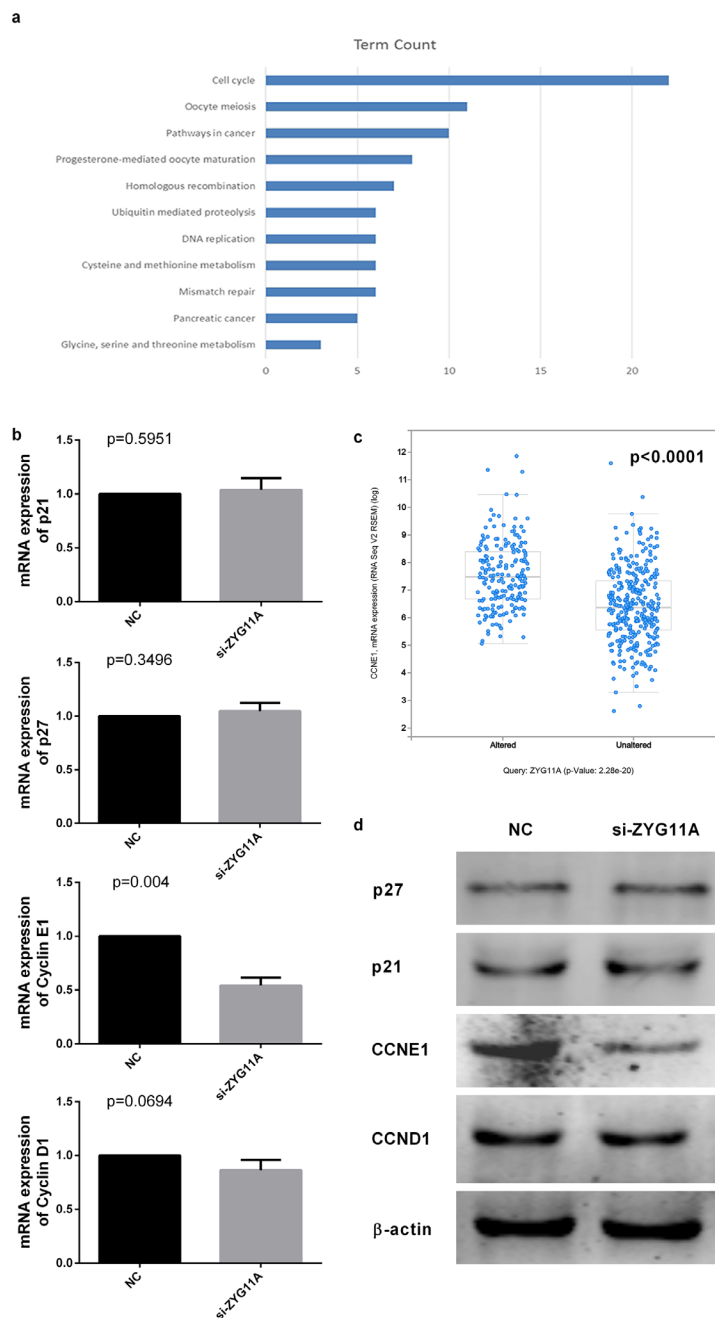 a
Term Count
Cell cycle
Oocyte meiosis
Pathways in cancer
Progesterone-mediated oocyte maturation
Homologous recombination
Ubiquitin mediated proteolysis
DNA replication
Cysteine and methionine metabolism
Mismatch repair
Pancreatic cancer
Glycine, serine and threonine metabolism
0 5 10 15 20
b
p=0.5951
mRNA expression
of p21
1.5
1.0
0.5
0.0
NC
si-ZYG11A
p=0.3496
mRNA expression
of p27
1.5
1.0
0.5
0.0
NC
si-ZYG11A
p=0.004
mRNA expression
of Cyclin E1
1.5
1.0
0.5
0.0
NC
si-ZYG11A
p=0.0694
mRNA expression
of Cyclin D1
1.5
1.0
0.5
0.0
NC
si-ZYG11A
c
p<0.0001
CCNE1, mRNA expression (RNA Seq V2 RSEM) (log)
12
11
10
9
8
7
6
5
4
3
2
Altered Unaltered
Query: ZYG11A (p-Value: 2.28e-20)
d
NC si-ZYG11A
p27
p21
CCNE1
CCND1
β-actin